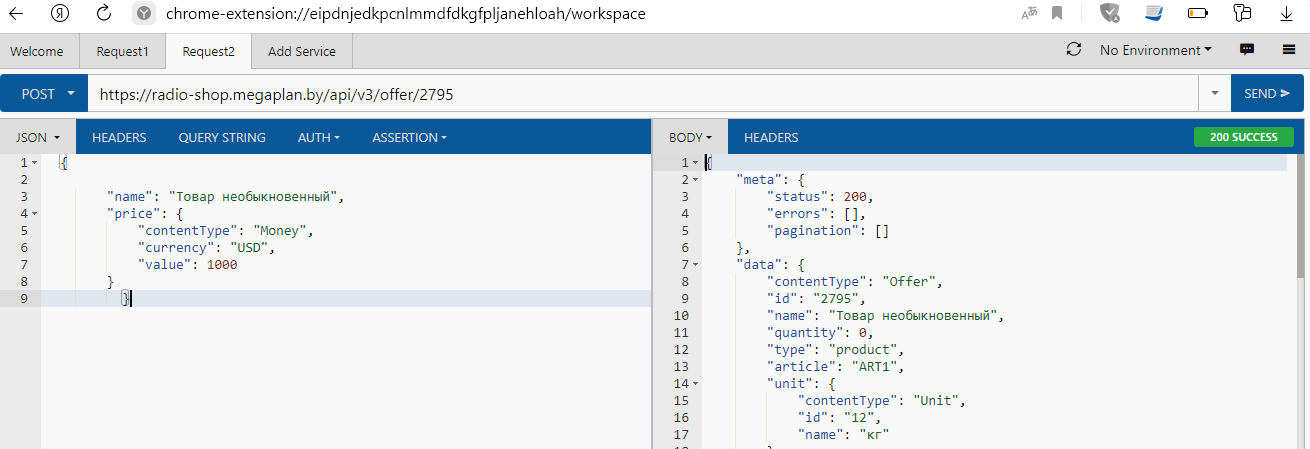 chrome-extension://eipdnjedkpcnlmmdfdkgfpljanehloah/workspace
Welcome Request1 Request2 Add Service No Environment
POST https://radio-shop.megaplan.by/api/v3/offer/2795 SEND
JSON HEADERS QUERY STRING AUTH ASSERTION
1 {
2
3 "name": "Товар необыкновенный",
4 "price": {
5 "contentType": "Money",
6 "currency": "USD",
7 "value": 1000
8 }
9 }
BODY HEADERS 200 SUCCESS
1 {
2 "meta": {
3 "status": 200,
4 "errors": [],
5 "pagination": []
6 },
7 "data": {
8 "contentType": "Offer",
9 "id": "2795",
10 "name": "Товар необыкновенный",
11 "quantity": 0,
12 "type": "product",
13 "article": "ART1",
14 "unit": {
15 "contentType": "Unit",
16 "id": "12",
17 "name": "кг"